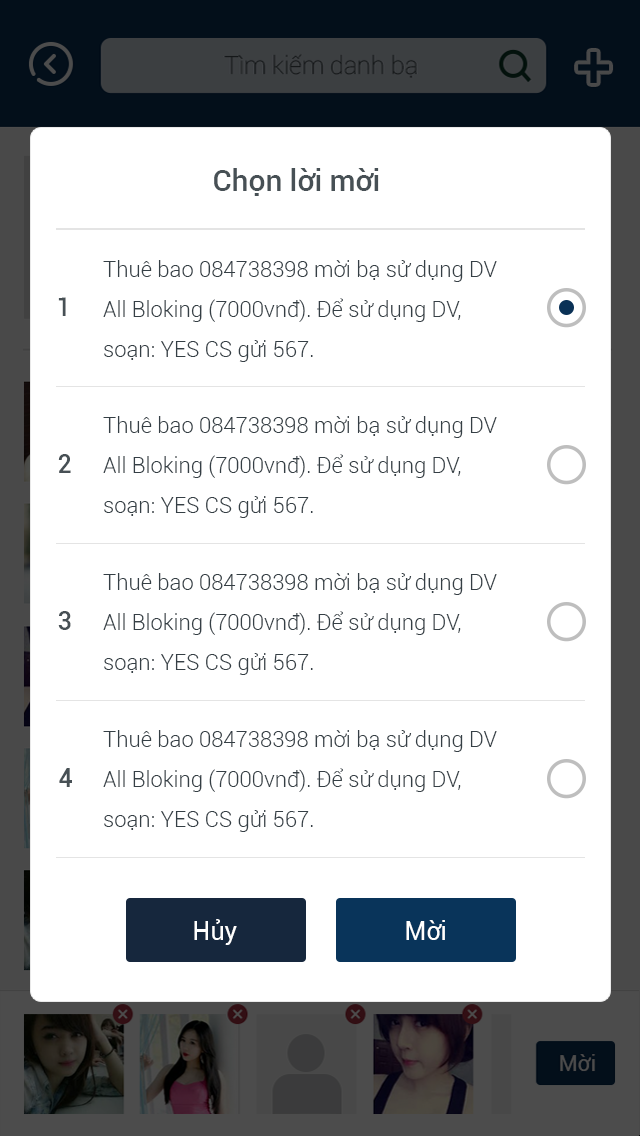 Tìm kiếm danh bạ
Chọn lời mời
1
Thuê bao 084738398 mời bạ sử dụng DV
All Bloking (7000vnđ). Để sử dụng DV,
soạn: YES CS gửi 567.
2
Thuê bao 084738398 mời bạ sử dụng DV
All Bloking (7000vnđ). Để sử dụng DV,
soạn: YES CS gửi 567.
3
Thuê bao 084738398 mời bạ sử dụng DV
All Bloking (7000vnđ). Để sử dụng DV,
soạn: YES CS gửi 567.
4
Thuê bao 084738398 mời bạ sử dụng DV
All Bloking (7000vnđ). Để sử dụng DV,
soạn: YES CS gửi 567.
Hủy
Mời
Mời